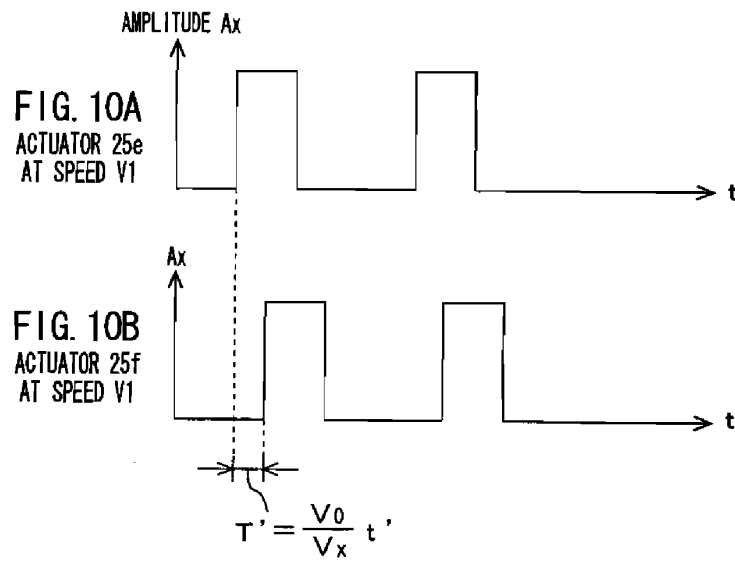 AMPLITUDE Ax
FIG. 10A
ACTUATOR 25e
AT SPEED V1
t
Ax
FIG. 10B
ACTUATOR 25f
AT SPEED V1
t
T' = V0/Vx t'